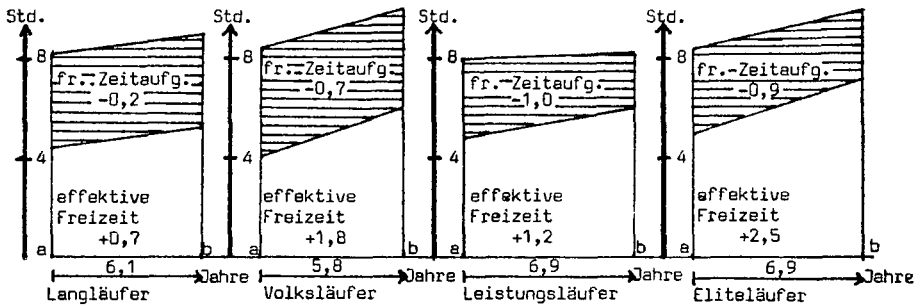 Std.
8
fr.-Zeitaufg.
-0,2
4
effektive
Freizeit
+0,7
a
b
6,1
Jahre
Langläufer
Std.
8
fr.-Zeitaufg.
-0,7
4
effektive
Freizeit
+1,8
a
b
5,8
Jahre
Volksläufer
Std.
8
fr.-Zeitaufg.
-1,0
4
effektive
Freizeit
+1,2
a
b
6,9
Jahre
Leistungsläufer
Std.
8
fr.-Zeitaufg.
-0,9
4
effektive
Freizeit
+2,5
a
b
6,9
Jahre
Eliteläufer